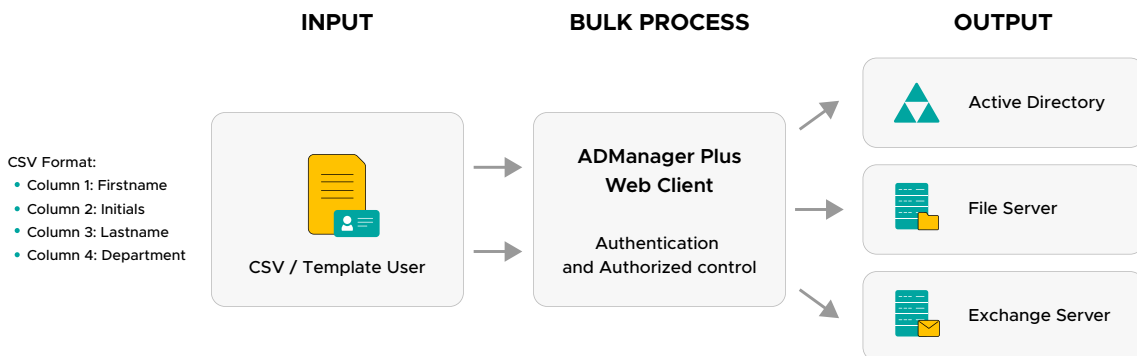 INPUT
BULK PROCESS
OUTPUT
CSV Format:
• Column 1: Firstname
• Column 2: Initials
• Column 3: Lastname
• Column 4: Department
CSV / Template User
ADManager Plus
Web Client
Authentication
and Authorized control
Active Directory
File Server
Exchange Server